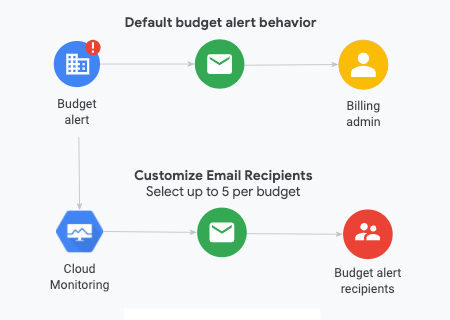 Default budget alert behavior
Budget
alert
Billing
admin
Customize Email Recipients
Select up to 5 per budget
Cloud
Monitoring
Budget alert
recipients